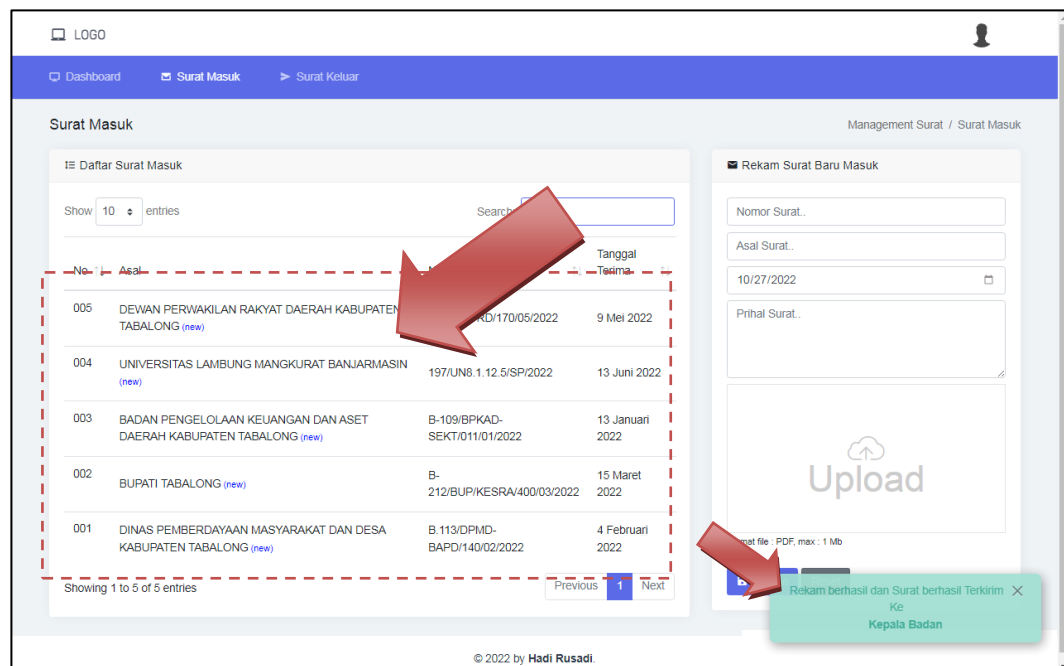 LOGO
Dashboard Surat Masuk Surat Keluar
Surat Masuk
Management Surat / Surat Masuk
Daftar Surat Masuk
Show 10 entries
Search:
No Asal
Tanggal
Terima
005 DEWAN PERWAKILAN RAKYAT DAERAH KABUPATEN
TABALONG (new)
RD/170/05/2022 9 Mei 2022
004 UNIVERSITAS LAMBUNG MANGKURAT BANJARMASIN
(new)
197/UN8.1.12.5/SP/2022 13 Juni 2022
003 BADAN PENGELOLAAN KEUANGAN DAN ASET
DAERAH KABUPATEN TABALONG (new)
B-109/BPKAD-
SEKT/011/01/2022
13 Januari
2022
002 BUPATI TABALONG (new)
B-
212/BUP/KESRA/400/03/2022
15 Maret
2022
001 DINAS PEMBERDAYAAN MASYARAKAT DAN DESA
KABUPATEN TABALONG (new)
B.113/DPMD-
BAPD/140/02/2022
4 Februari
2022
Showing 1 to 5 of 5 entries
Previous 1 Next
Rekam Surat Baru Masuk
Nomor Surat..
Asal Surat..
10/27/2022
Prihal Surat..
Upload
mat file : PDF, max : 1 Mb
Rekam berhasil dan Surat berhasil Terkirim
Ke
Kepala Badan
© 2022 by Hadi Rusadi.